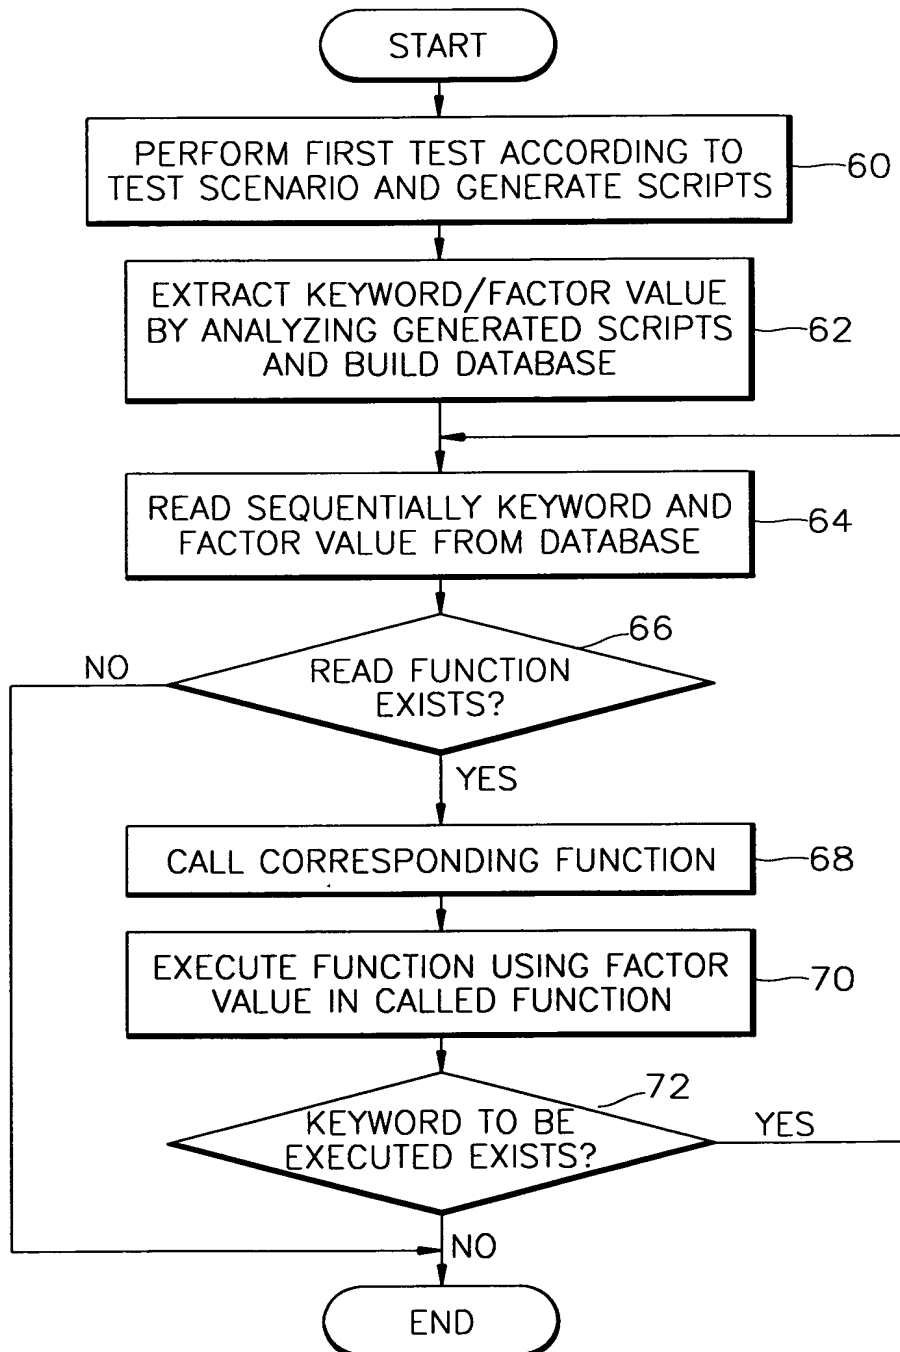 START
PERFORM FIRST TEST ACCORDING TO
TEST SCENARIO AND GENERATE SCRIPTS
60
EXTRACT KEYWORD/FACTOR VALUE
BY ANALYZING GENERATED SCRIPTS
AND BUILD DATABASE
62
READ SEQUENTIALLY KEYWORD AND
FACTOR VALUE FROM DATABASE
64
66
NO
READ FUNCTION
EXISTS?
YES
CALL CORRESPONDING FUNCTION
68
EXECUTE FUNCTION USING FACTOR
VALUE IN CALLED FUNCTION
70
72
KEYWORD TO BE
EXECUTED EXISTS?
YES
NO
END